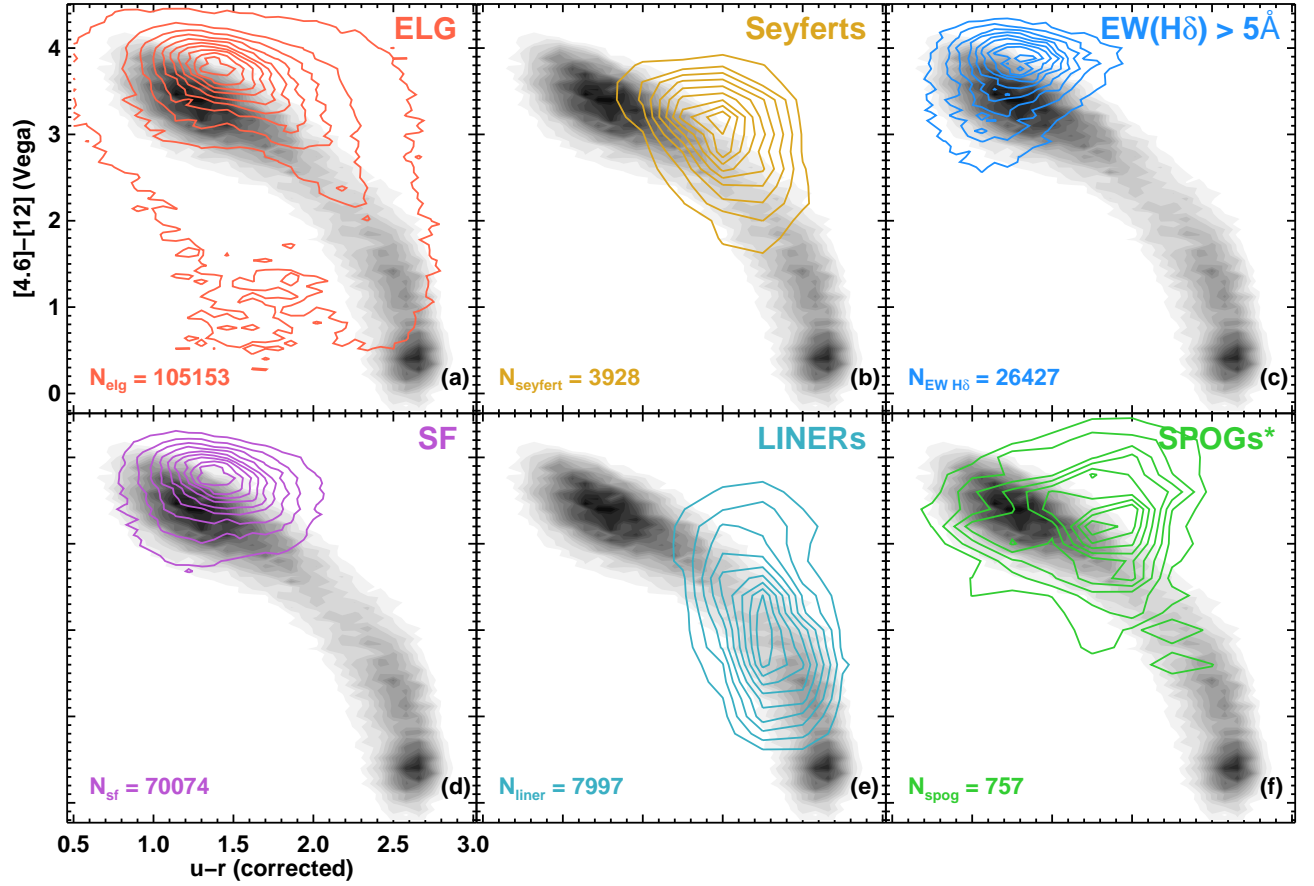 ELG
Seyferts
EW(Hδ) > 5Å
4
3
2
1
0
[4.6]−[12] (Vega)
N_elg = 105153
(a)
N_seyfert = 3928
(b)
N_EW Hδ = 26427
(c)
SF
LINERs
SPOGs*
N_sf = 70074
(d)
N_liner = 7997
(e)
N_spog = 757
(f)
0.5 1.0 1.5 2.0 2.5 3.0
u−r (corrected)